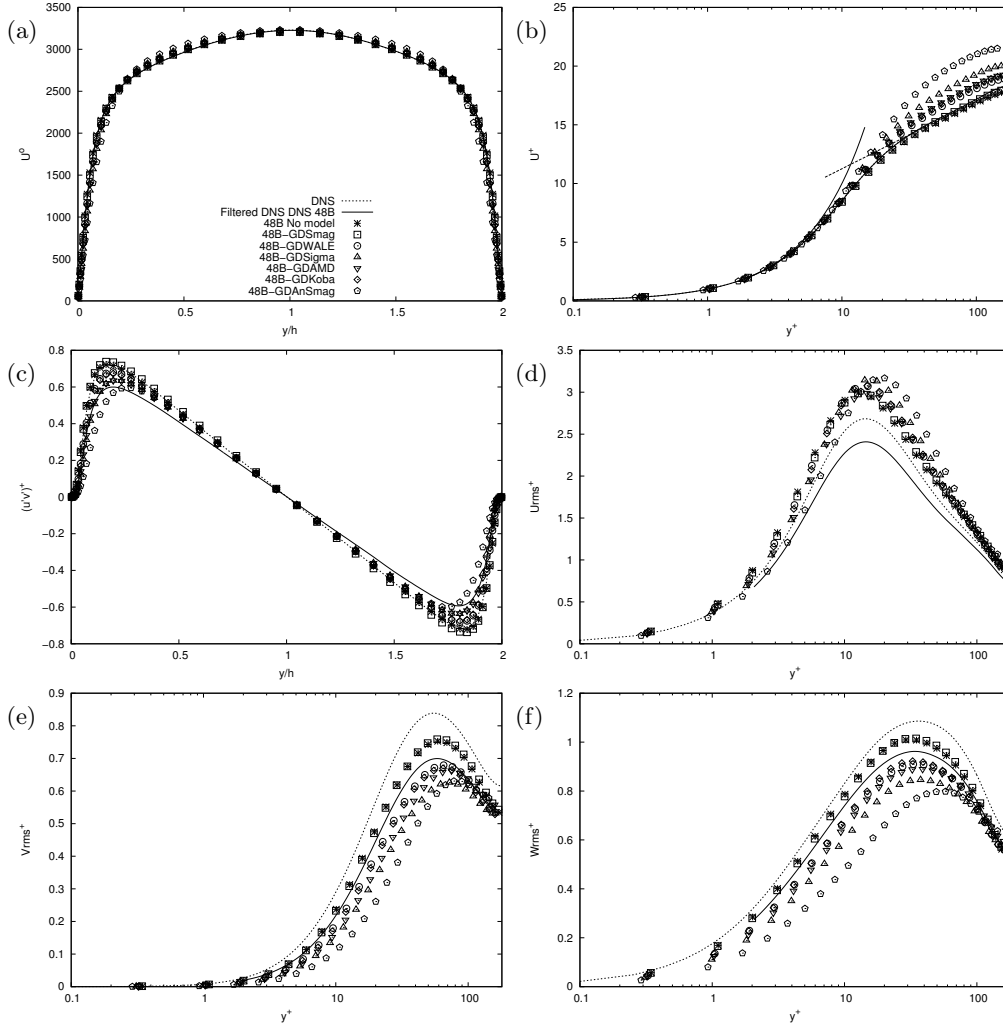 (a)
3500
3000
2500
2000
1500
1000
500
0
U⁰
0
0.5
1
1.5
2
y/h
DNS
Filtered DNS DNS 48B
48B No model
48B-GDSmag
48B-GDWALE
48B-GDSigma
48B-GDAMD
48B-GDKoba
48B-GDAnSmag
(b)
25
20
15
10
5
0
U⁺
0.1
1
10
100
y⁺
(c)
0.8
0.6
0.4
0.2
0
−0.2
−0.4
−0.6
−0.8
(u'v')⁺
0
0.5
1
1.5
2
y/h
(d)
3.5
3
2.5
2
1.5
1
0.5
0
Urms⁺
0.1
1
10
100
y⁺
(e)
0.9
0.8
0.7
0.6
0.5
0.4
0.3
0.2
0.1
0
Vrms⁺
0.1
1
10
100
y⁺
(f)
1.2
1
0.8
0.6
0.4
0.2
0
Wrms⁺
0.1
1
10
100
y⁺